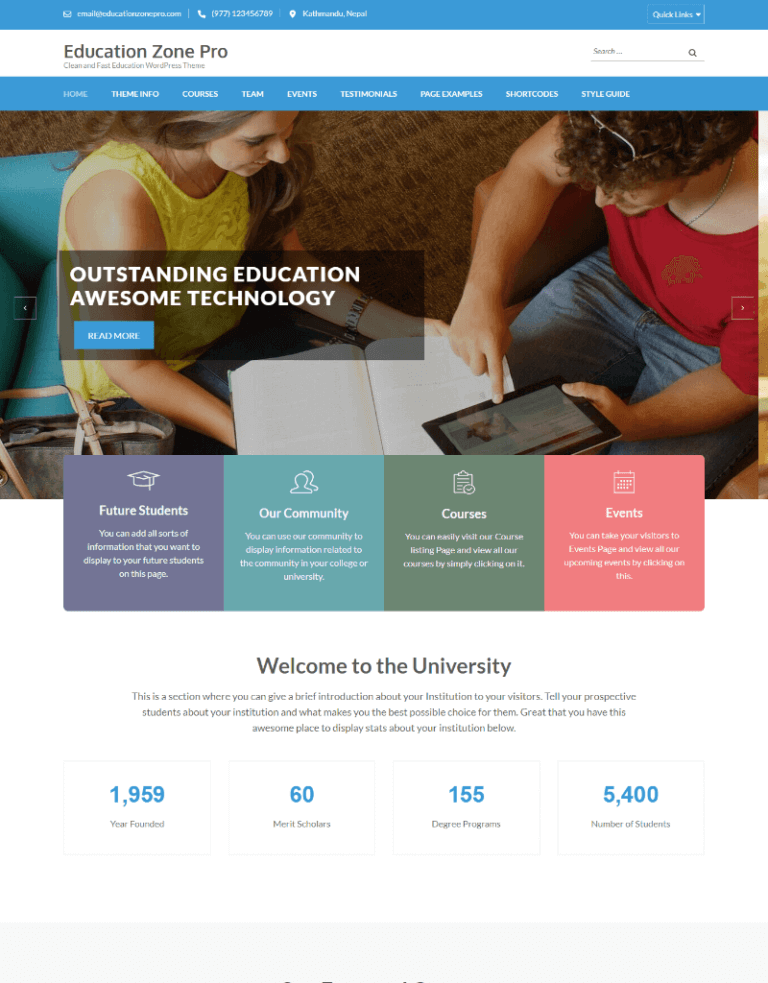 email@educationzonepro.com
(977) 123456789
Kathmandu, Nepal
Quick Links
Education Zone Pro
Clean and Fast Education WordPress Theme
Search ...
HOME THEME INFO COURSES TEAM EVENTS TESTIMONIALS PAGE EXAMPLES SHORTCODES STYLE GUIDE
OUTSTANDING EDUCATION
AWESOME TECHNOLOGY
READ MORE
Future Students
You can add all sorts of
information that you want to
display to your future students
on this page.
Our Community
You can use our community to
display information related to
the community in your college or
university.
Courses
You can easily visit our Course
listing Page and view all our
courses by simply clicking on it.
Events
You can take your visitors to
Events Page and view all our
upcoming events by clicking on
this.
Welcome to the University
This is a section where you can give a brief introduction about your Institution to your visitors. Tell your prospective
students about your institution and what makes you the best possible choice for them. Great that you have this
awesome place to display stats about your institution below.
1,959
Year Founded
60
Merit Scholars
155
Degree Programs
5,400
Number of Students